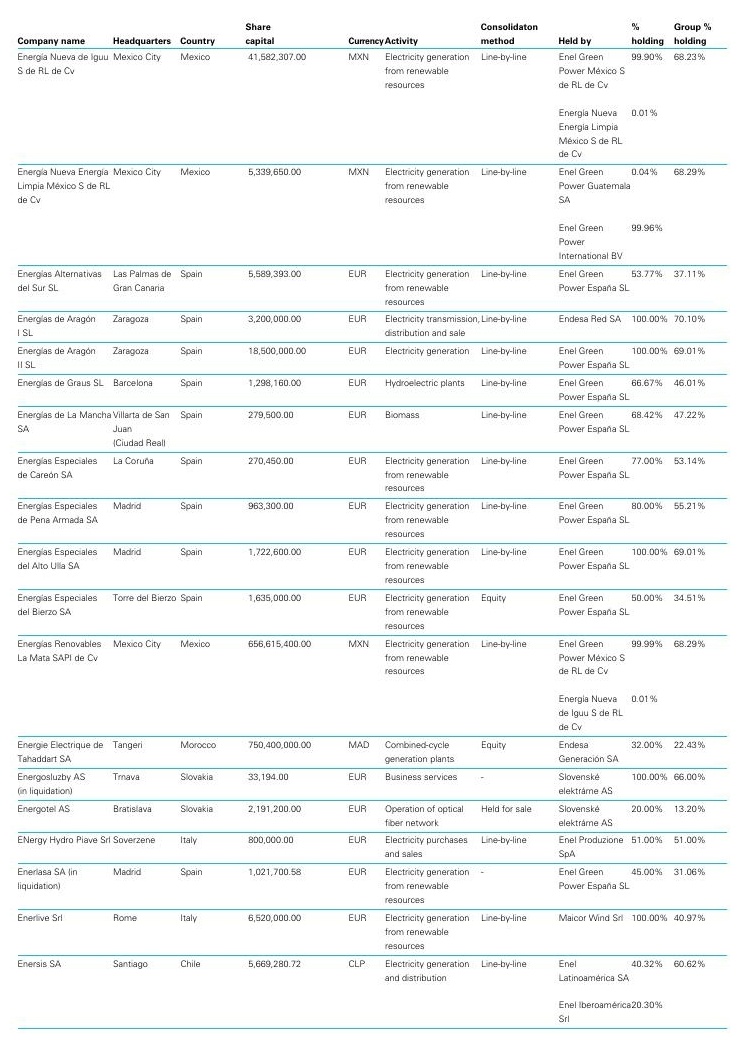 Share Consolidaton % Group %
Company name Headquarters Country capital Currency Activity method Held by holding holding
Energía Nueva de Iguu Mexico City Mexico 41,582,307.00 MXN Electricity generation Line-by-line Enel Green 99.90% 68.23%
S de RL de Cv from renewable Power México S
resources de RL de Cv
Energía Nueva 0.01%
Energía Limpia
México S de RL
de Cv
Energía Nueva Energía Mexico City Mexico 5,339,650.00 MXN Electricity generation Line-by-line Enel Green 0.04% 68.29%
Limpia México S de RL from renewable Power Guatemala
de Cv resources SA
Enel Green 99.96%
Power
International BV
Energías Alternativas Las Palmas de Spain 5,589,393.00 EUR Electricity generation Line-by-line Enel Green 53.77% 37.11%
del Sur SL Gran Canaria from renewable Power España SL
resources
Energías de Aragón Zaragoza Spain 3,200,000.00 EUR Electricity transmission, Line-by-line Endesa Red SA 100.00% 70.10%
I SL distribution and sale
Energías de Aragón Zaragoza Spain 18,500,000.00 EUR Electricity generation Line-by-line Enel Green 100.00% 69.01%
II SL Power España SL
Energías de Graus SL Barcelona Spain 1,298,160.00 EUR Hydroelectric plants Line-by-line Enel Green 66.67% 46.01%
Power España SL
Energías de La Mancha Villarta de San Spain 279,500.00 EUR Biomass Line-by-line Enel Green 68.42% 47.22%
SA Juan Power España SL
(Ciudad Real)
Energías Especiales La Coruña Spain 270,450.00 EUR Electricity generation Line-by-line Enel Green 77.00% 53.14%
de Careón SA from renewable Power España SL
resources
Energías Especiales Madrid Spain 963,300.00 EUR Electricity generation Line-by-line Enel Green 80.00% 55.21%
de Pena Armada SA from renewable Power España SL
resources
Energías Especiales Madrid Spain 1,722,600.00 EUR Electricity generation Line-by-line Enel Green 100.00% 69.01%
del Alto Ulla SA from renewable Power España SL
resources
Energías Especiales Torre del Bierzo Spain 1,635,000.00 EUR Electricity generation Equity Enel Green 50.00% 34.51%
del Bierzo SA from renewable Power España SL
resources
Energías Renovables Mexico City Mexico 656,615,400.00 MXN Electricity generation Line-by-line Enel Green 99.99% 68.29%
La Mata SAPI de Cv from renewable Power México S
resources de RL de Cv
Energía Nueva 0.01%
de Iguu S de RL
de Cv
Energie Electrique de Tangeri Morocco 750,400,000.00 MAD Combined-cycle Equity Endesa 32.00% 22.43%
Tahaddart SA generation plants Generación SA
Energosluzby AS Trnava Slovakia 33,194.00 EUR Business services - Slovenské 100.00% 66.00%
(in liquidation) elektrárne AS
Energotel AS Bratislava Slovakia 2,191,200.00 EUR Operation of optical Held for sale Slovenské 20.00% 13.20%
fiber network elektrárne AS
ENergy Hydro Piave Srl Soverzene Italy 800,000.00 EUR Electricity purchases Line-by-line Enel Produzione 51.00% 51.00%
and sales SpA
Enerlasa SA (in Madrid Spain 1,021,700.58 EUR Electricity generation - Enel Green 45.00% 31.06%
liquidation) from renewable Power España SL
resources
Enerlive Srl Rome Italy 6,520,000.00 EUR Electricity generation Line-by-line Maicor Wind Srl 100.00% 40.97%
from renewable
resources
Enersis SA Santiago Chile 5,669,280.72 CLP Electricity generation Line-by-line Enel 40.32% 60.62%
and distribution Latinoamérica SA
Enel Iberoamérica 20.30%
Srl